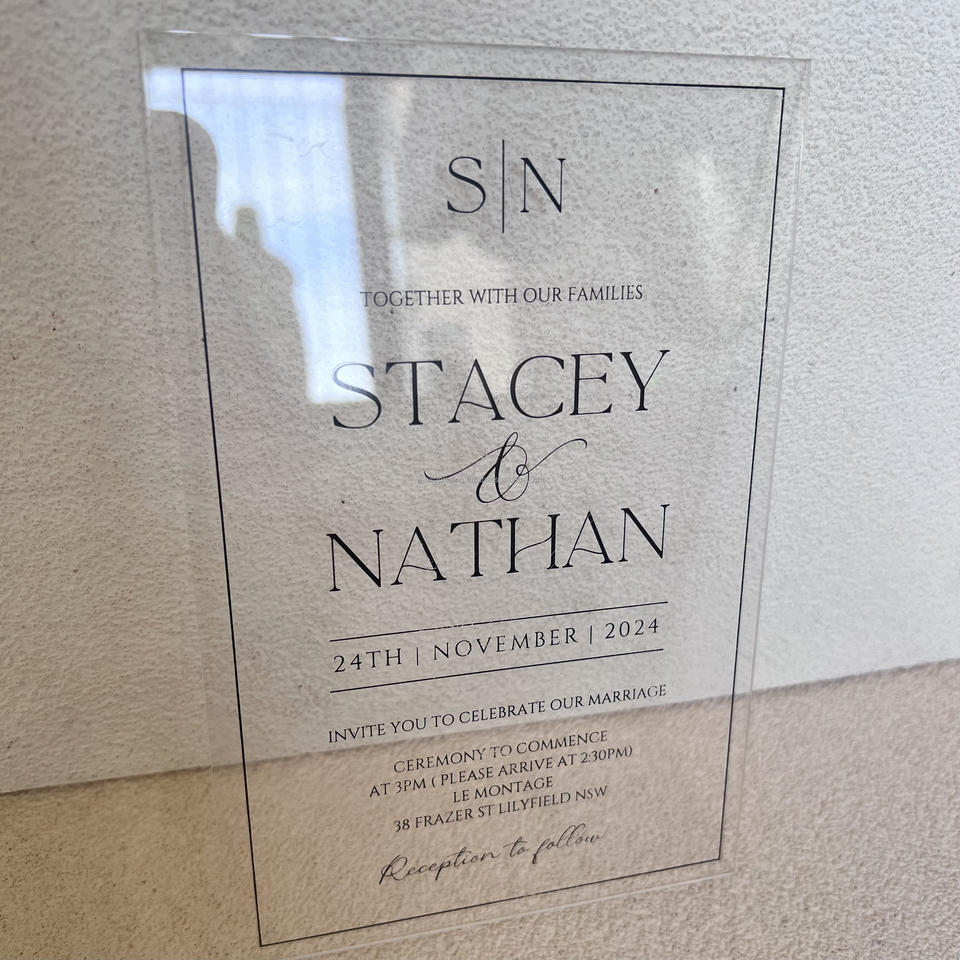 S|N
TOGETHER WITH OUR FAMILIES
STACEY
&
NATHAN
24TH | NOVEMBER | 2024
INVITE YOU TO CELEBRATE OUR MARRIAGE
CEREMONY TO COMMENCE
AT 3PM ( PLEASE ARRIVE AT 2:30PM)
LE MONTAGE
38 FRAZER ST LILYFIELD NSW
Reception to follow